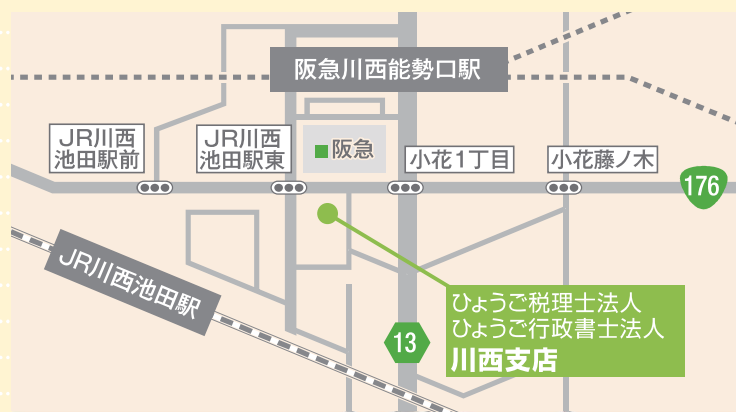 阪急川西能勢口駅
JR川西
池田駅前
JR川西
池田駅東
阪急
小花1丁目
小花藤ノ木
176
JR川西池田駅
ひょうご税理士法人
ひょうご行政書士法人
川西支店
13